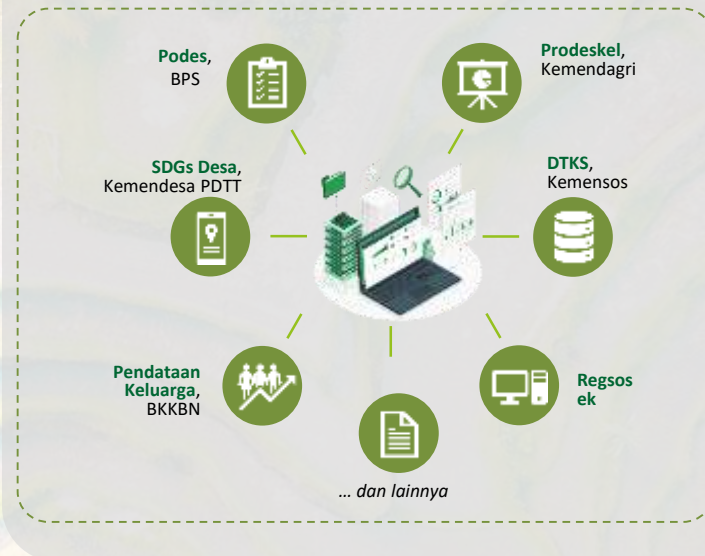 Podes,
BPS
Prodeskel,
Kemendagri
SDGs Desa,
Kemendesa PDTT
DTKS,
Kemensos
Pendataan
Keluarga,
BKKBN
Regsos
ek
... dan lainnya